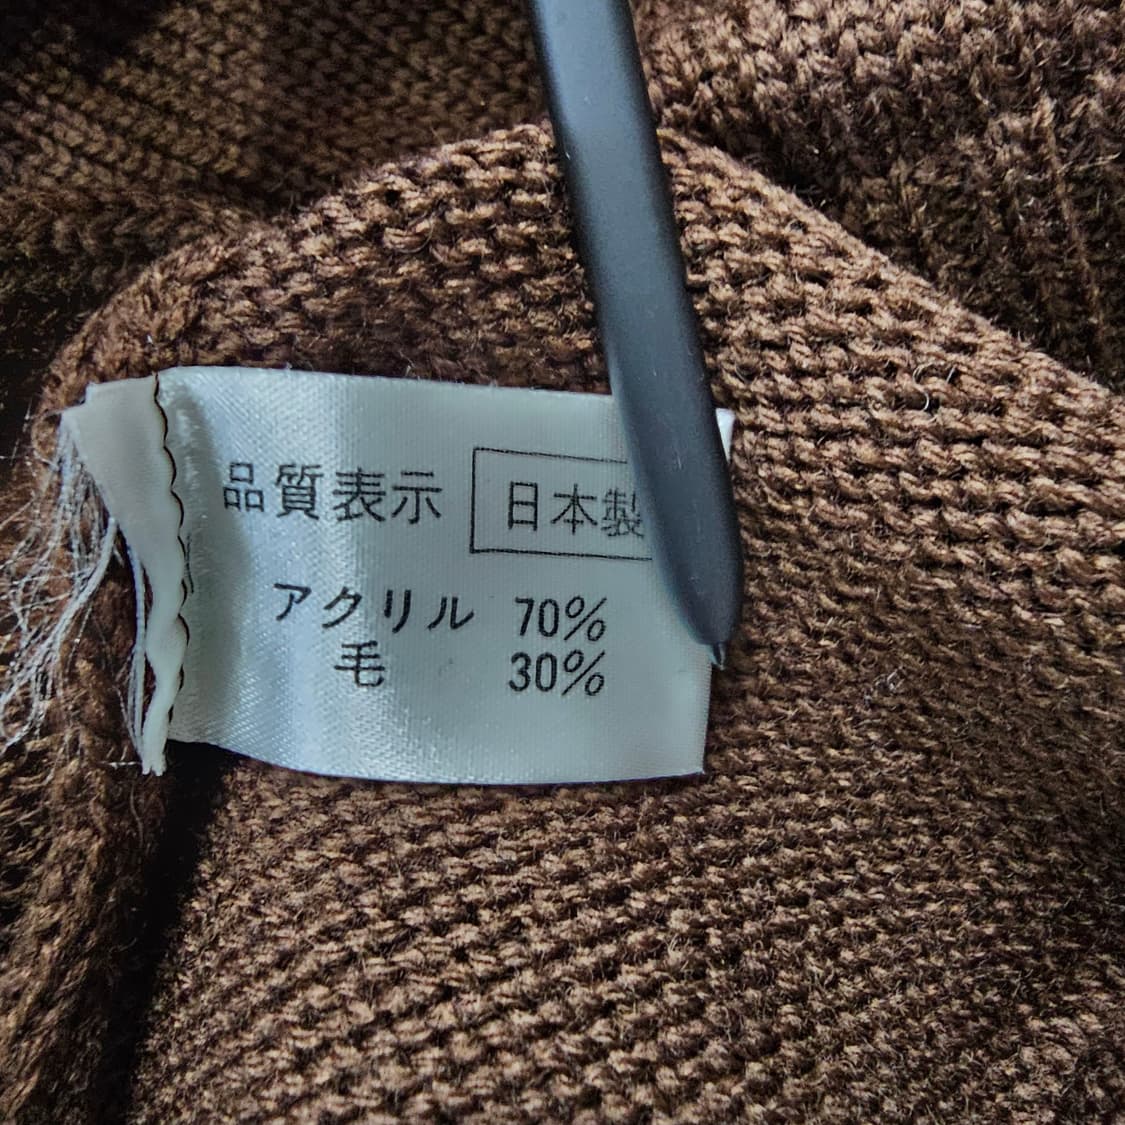 品質表示 日本製
アクリル 70%
毛 30%